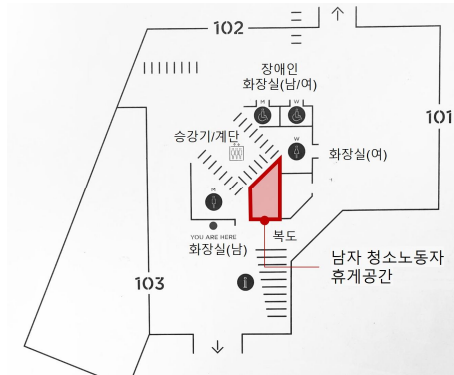 102
장애인
화장실(남/여)
M
W
101
승강기/계단
W
화장실(여)
M
YOU ARE HERE
화장실(남)
복도
남자 청소노동자
휴게공간
103
i